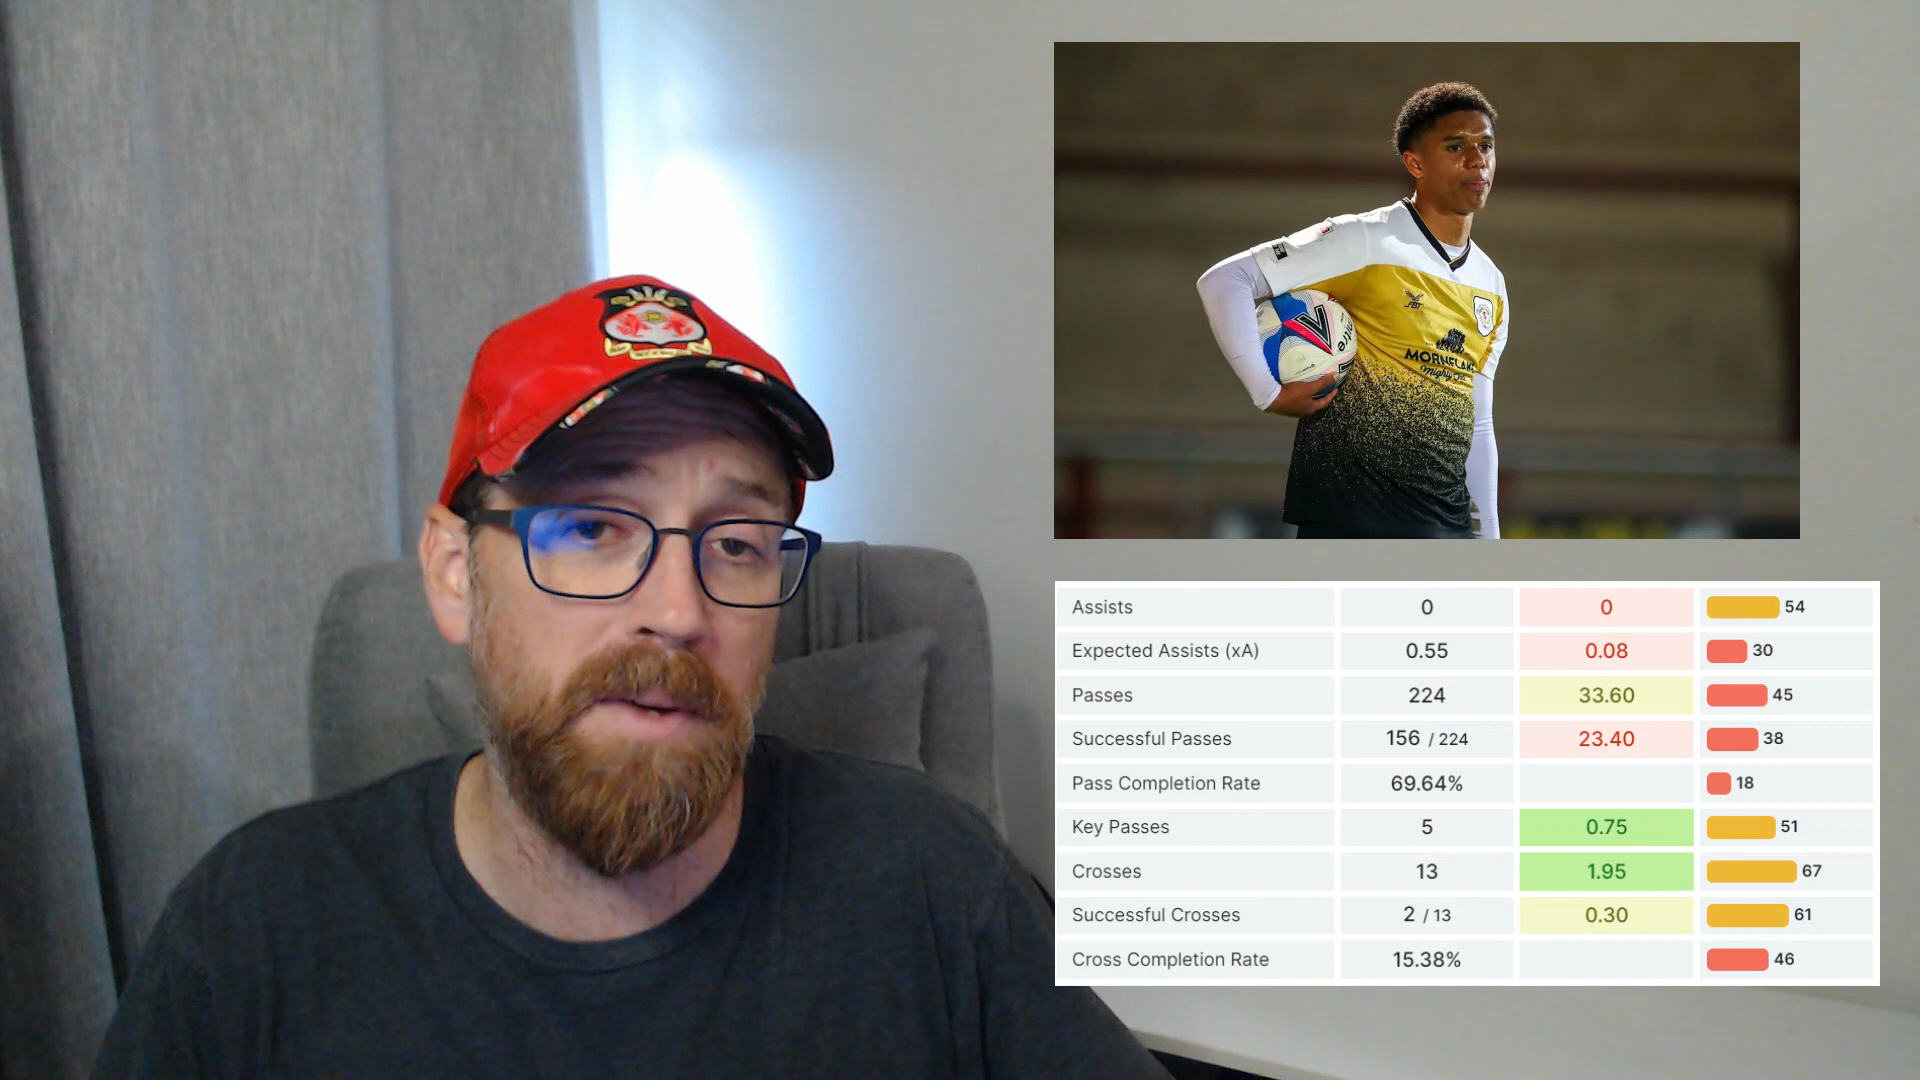 MORNFLAKE
Mighty Oats
Assists 0 0 54
Expected Assists (xA) 0.55 0.08 30
Passes 224 33.60 45
Successful Passes 156 / 224 23.40 38
Pass Completion Rate 69.64% 18
Key Passes 5 0.75 51
Crosses 13 1.95 67
Successful Crosses 2 / 13 0.30 61
Cross Completion Rate 15.38% 46